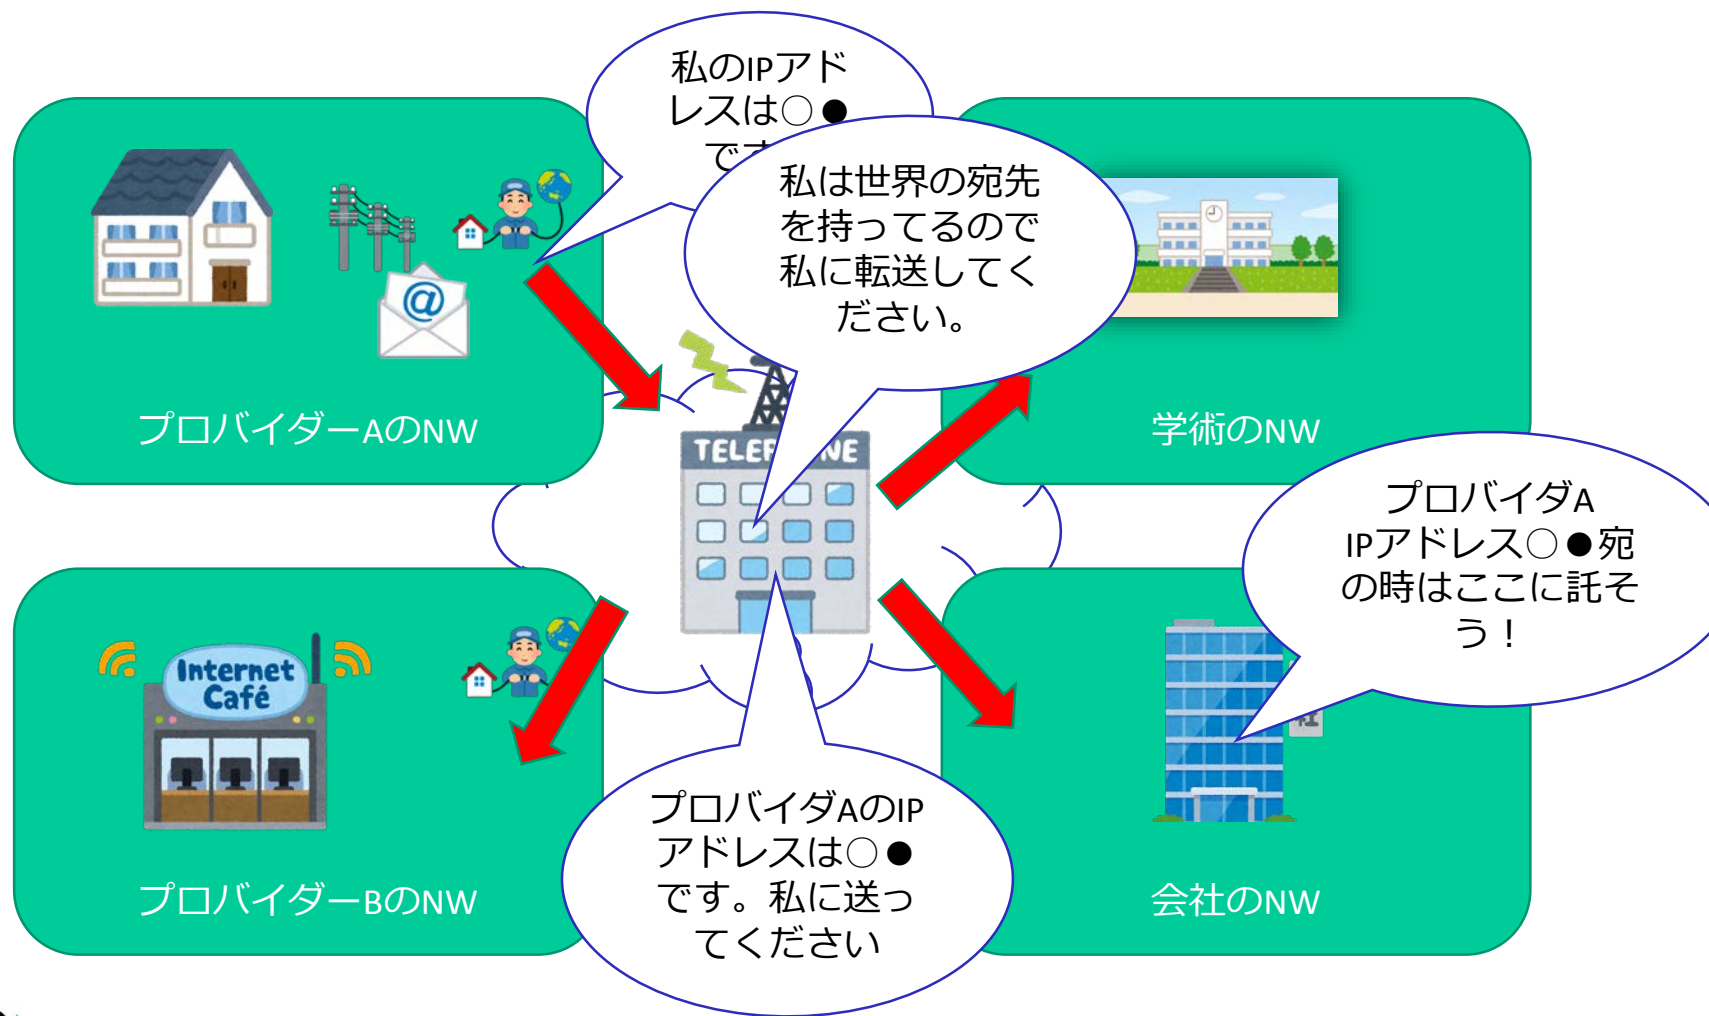 私のIPアド
レスは○●
です
私は世界の宛先
を持ってるので
私に転送してく
ださい。
プロバイダーAのNW
学術のNW
TELEP NE
プロバイダA
IPアドレス○●宛
の時はここに託そ
う！
Internet
Café
プロバイダーBのNW
プロバイダAのIP
アドレスは○●
です。私に送っ
てください
会社のNW